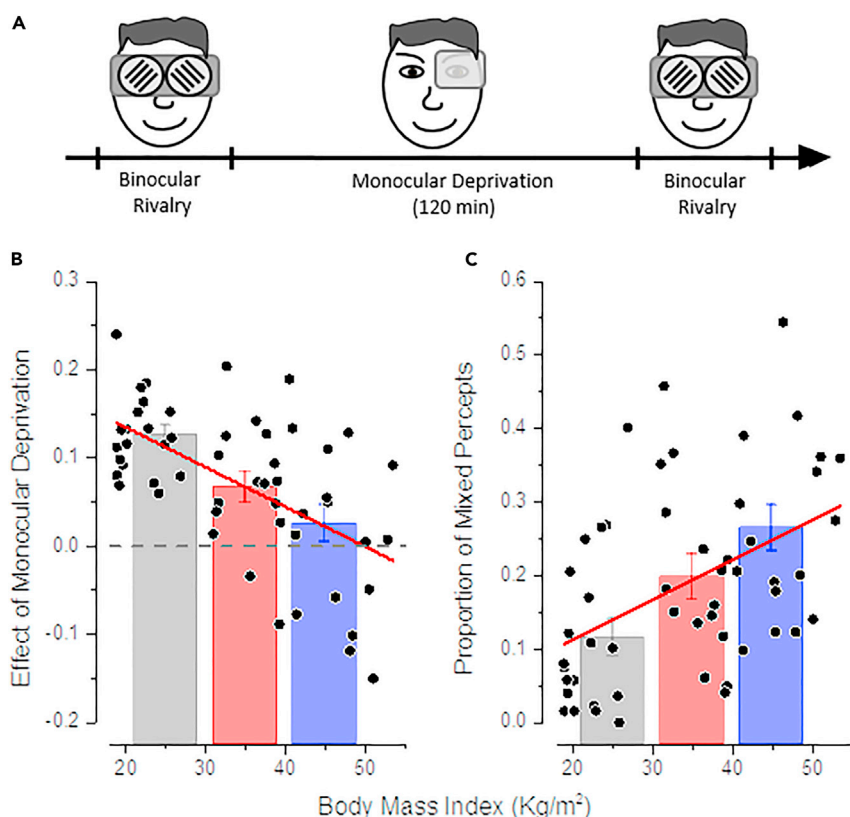 A
Binocular
Rivalry
Monocular Deprivation
(120 min)
Binocular
Rivalry
B
Effect of Monocular Deprivation
0.3
0.2
0.1
0.0
-0.1
-0.2
20 30 40 50
C
Proportion of Mixed Percepts
0.6
0.5
0.4
0.3
0.2
0.1
0.0
20 30 40 50
Body Mass Index (Kg/m²)